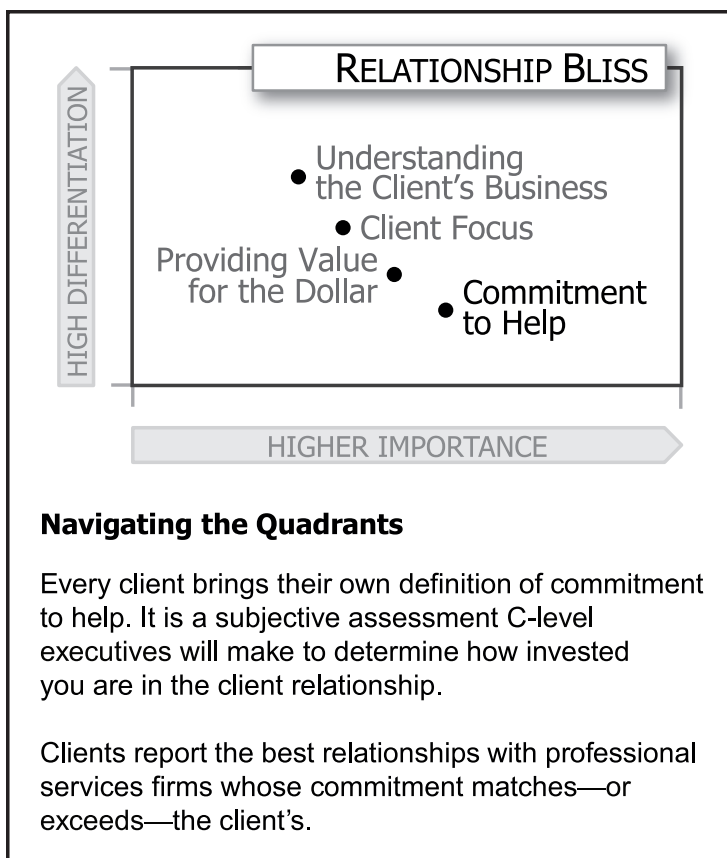 RELATIONSHIP BLISS
HIGH DIFFERENTIATION
Understanding
the Client's Business
Client Focus
Providing Value
for the Dollar
Commitment
to Help
HIGHER IMPORTANCE
Navigating the Quadrants
Every client brings their own definition of commitment
to help. It is a subjective assessment C-level
executives will make to determine how invested
you are in the client relationship.
Clients report the best relationships with professional
services firms whose commitment matches—or
exceeds—the client's.